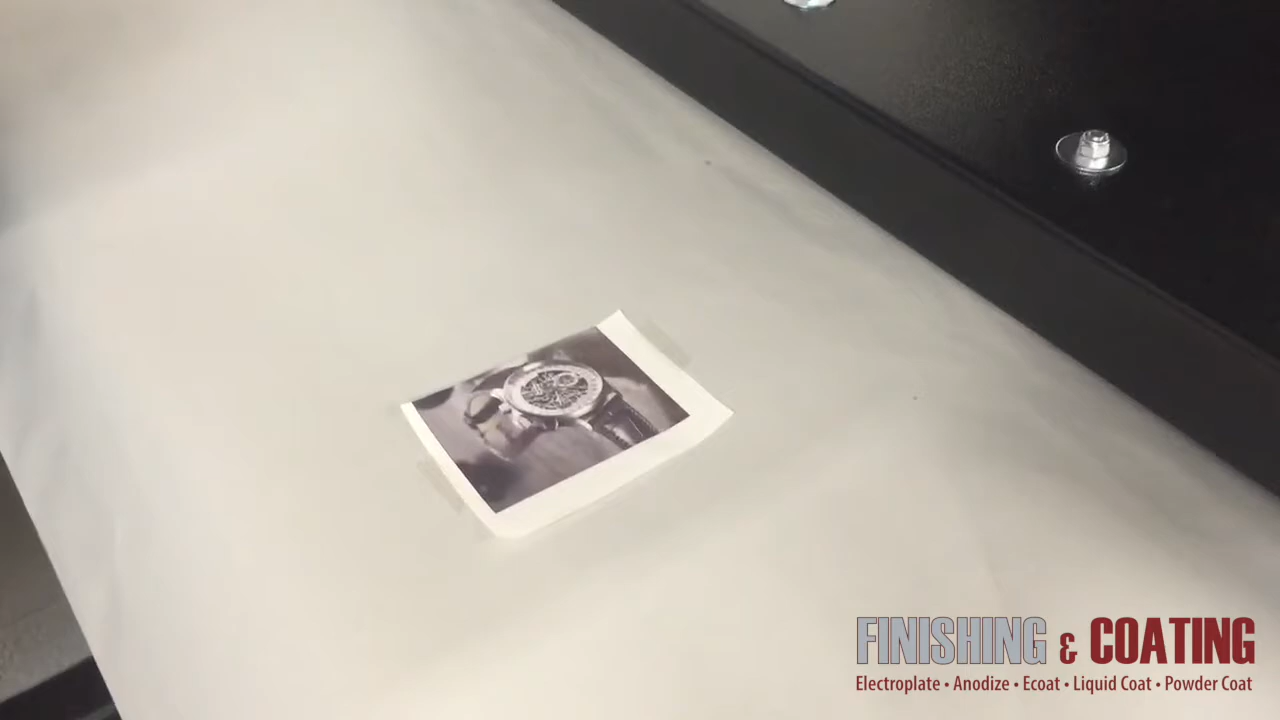 FINISHING & COATING
Electroplate • Anodize • Ecoat • Liquid Coat • Powder Coat